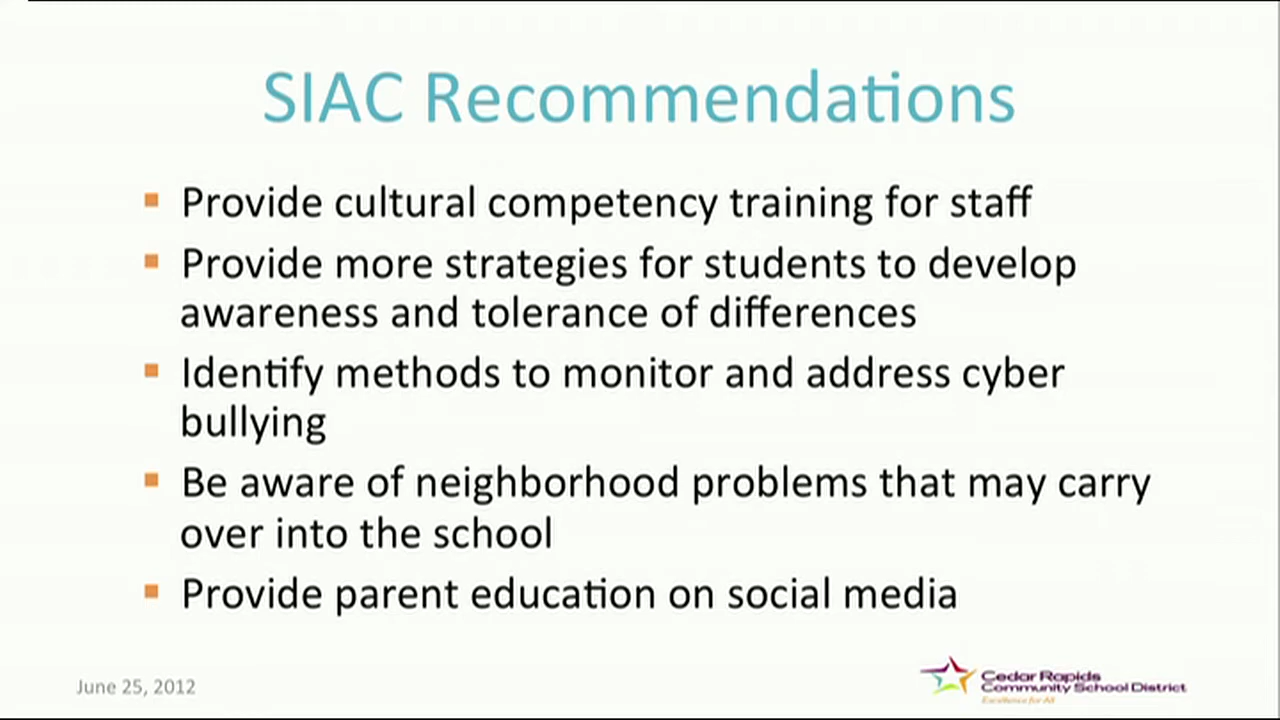 SIAC Recommendations
Provide cultural competency training for staff
Provide more strategies for students to develop
awareness and tolerance of differences
Identify methods to monitor and address cyber
bullying
Be aware of neighborhood problems that may carry
over into the school
Provide parent education on social media
June 25, 2012
Cedar Rapids
Community School District
Excellence for All